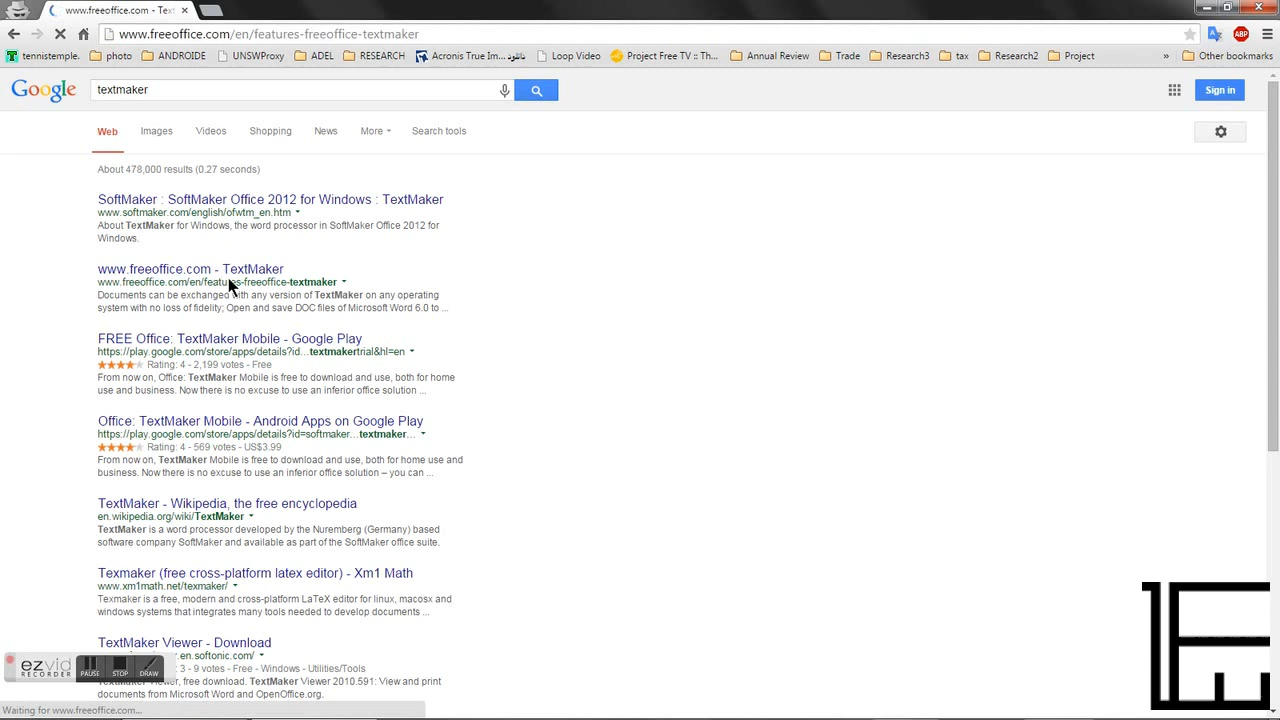 www.freeoffice.com - Tex
www.freeoffice.com/en/features-freeoffice-textmaker
ABP
tennistemple. photo ANDROIDE UNSWProxy ADEL RESEARCH Acronis True Im... دانلود Loop Video Project Free TV :: Th... Annual Review Trade Research3 tax Research2 Project » Other bookmarks
Google textmaker Sign in
Web Images Videos Shopping News More Search tools
About 478,000 results (0.27 seconds)
SoftMaker : SoftMaker Office 2012 for Windows : TextMaker
www.softmaker.com/english/ofwtm_en.htm
About TextMaker for Windows, the word processor in SoftMaker Office 2012 for
Windows.
www.freeoffice.com - TextMaker
www.freeoffice.com/en/features-freeoffice-textmaker
Documents can be exchanged with any version of TextMaker on any operating
system with no loss of fidelity; Open and save DOC files of Microsoft Word 6.0 to ...
FREE Office: TextMaker Mobile - Google Play
https://play.google.com/store/apps/details?id...textmakertrial&hl=en
Rating: 4 - 2,199 votes - Free
From now on, Office: TextMaker Mobile is free to download and use, both for home
use and business. Now there is no excuse to use an inferior office solution ...
Office: TextMaker Mobile - Android Apps on Google Play
https://play.google.com/store/apps/details?id=softmaker...textmaker...
Rating: 4 - 569 votes - US$3.99
From now on, TextMaker Mobile is free to download and use, both for home use and
business. Now there is no excuse to use an inferior office solution – you can ...
TextMaker - Wikipedia, the free encyclopedia
en.wikipedia.org/wiki/TextMaker
TextMaker is a word processor developed by the Nuremberg (Germany) based
software company SoftMaker and available as part of the SoftMaker office suite.
Texmaker (free cross-platform latex editor) - Xm1 Math
www.xm1math.net/texmaker/
Texmaker is a free, modern and cross-platform LaTeX editor for linux, macosx and
windows systems that integrates many tools needed to develop documents ...
TextMaker Viewer - Download
.en.softonic.com/
3 - 9 votes - Free - Windows - Utilities/Tools
TextMaker Viewer, free download. TextMaker Viewer 2010.591: View and print
documents from Microsoft Word and OpenOffice.org.
ezvid
RECORDER PAUSE STOP DRAW
Waiting for www.freeoffice.com...